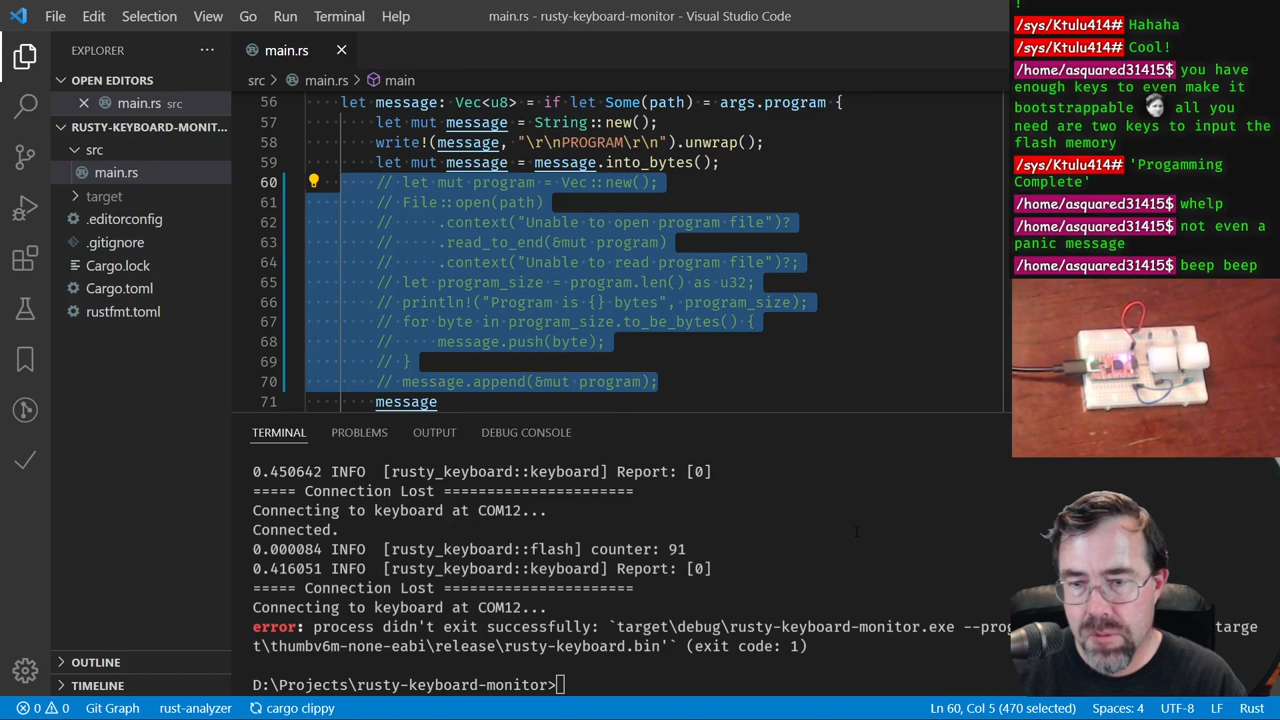 File Edit Selection View Go Run Terminal Help
main.rs - rusty-keyboard-monitor - Visual Studio Code
EXPLORER
OPEN EDITORS
main.rs src
RUSTY-KEYBOARD-MONIT...
src
main.rs
target
.editorconfig
.gitignore
Cargo.lock
Cargo.toml
rustfmt.toml
OUTLINE
TIMELINE
main.rs
src > main.rs > main
56 let message: Vec<u8> = if let Some(path) = args.program {
57 let mut message = String::new();
58 write!(message, "\r\nPROGRAM\r\n").unwrap();
59 let mut message = message.into_bytes();
60 // let mut program = Vec::new();
61 // File::open(path)
62 //     .context("Unable to open program file")?
63 //     .read_to_end(&mut program)
64 //     .context("Unable to read program file")?;
65 // let program_size = program.len() as u32;
66 // println!("Program is {} bytes", program_size);
67 // for byte in program_size.to_be_bytes() {
68 //     message.push(byte);
69 // }
70 // message.append(&mut program);
71 message
TERMINAL PROBLEMS OUTPUT DEBUG CONSOLE
0.450642 INFO  [rusty_keyboard::keyboard] Report: [0]
===== Connection Lost ======================
Connecting to keyboard at COM12...
Connected.
0.000084 INFO  [rusty_keyboard::flash] counter: 91
0.416051 INFO  [rusty_keyboard::keyboard] Report: [0]
===== Connection Lost ======================
Connecting to keyboard at COM12...
error: process didn't exit successfully: `target\debug\rusty-keyboard-monitor.exe --prog
targe
t\thumbv6m-none-eabi\release\rusty-keyboard.bin'` (exit code: 1)
D:\Projects\rusty-keyboard-monitor>
!
/sys/Ktulu414# Hahaha
/sys/Ktulu414# Cool!
/home/asquared31415$ you have
enough keys to even make it
bootstrappable all you
need are two keys to input the
flash memory
/sys/Ktulu414# 'Progamming
Complete'
/home/asquared31415$ whelp
/home/asquared31415$ not even a
panic message
/home/asquared31415$ beep beep
0 0 Git Graph rust-analyzer cargo clippy
Ln 60, Col 5 (470 selected) Spaces: 4 UTF-8 LF Rust